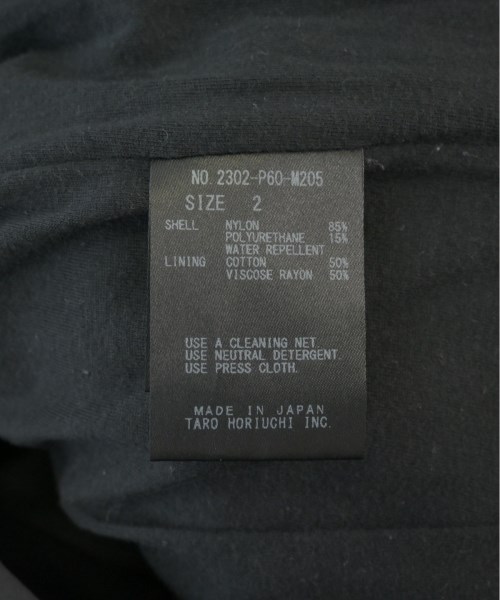 NO. 2302-P60-M205
SIZE 2
SHELL NYLON 85%
POLYURETHANE 15%
WATER REPELLENT
LINING COTTON 50%
VISCOSE RAYON 50%
USE A CLEANING NET.
USE NEUTRAL DETERGENT.
USE PRESS CLOTH.
MADE IN JAPAN
TARO HORIUCHI INC.